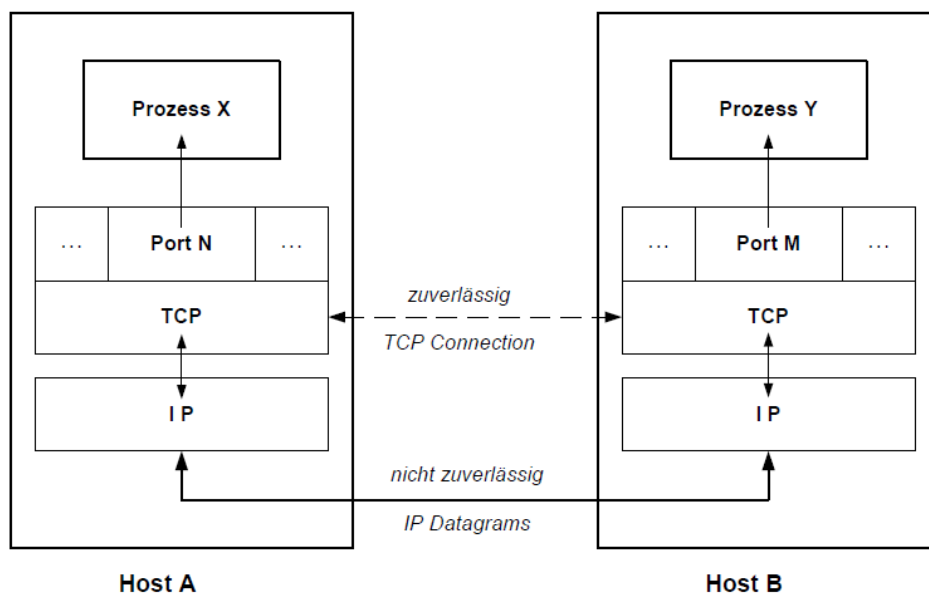 Prozess X
Prozess Y
... Port N ...
... Port M ...
zuverlässig
TCP
TCP
TCP Connection
I P
I P
nicht zuverlässig
IP Datagrams
Host A
Host B